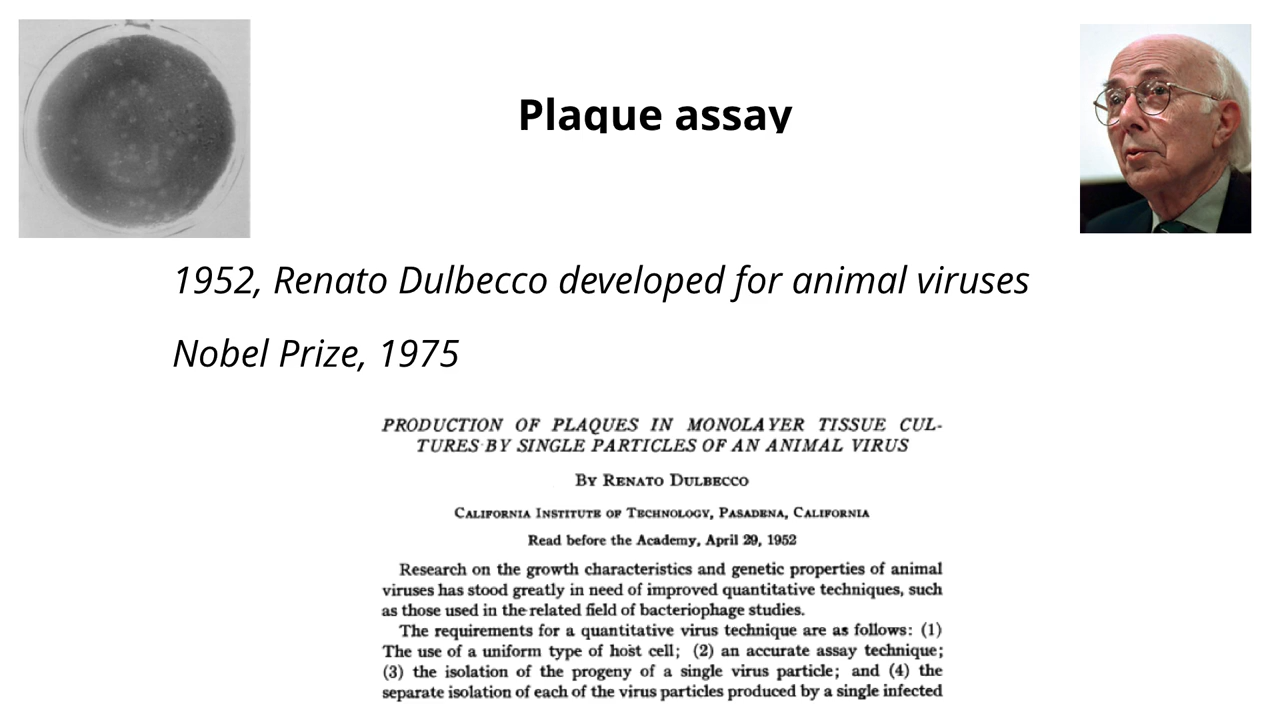 Plaque assay
1952, Renato Dulbecco developed for animal viruses
Nobel Prize, 1975
PRODUCTION OF PLAQUES IN MONOLAYER TISSUE CUL-
TURES BY SINGLE PARTICLES OF AN ANIMAL VIRUS
By Renato Dulbecco
California Institute of Technology, Pasadena, California
Read before the Academy, April 29, 1952
Research on the growth characteristics and genetic properties of animal
viruses has stood greatly in need of improved quantitative techniques, such
as those used in the related field of bacteriophage studies.
The requirements for a quantitative virus technique are as follows: (1)
The use of a uniform type of host cell; (2) an accurate assay technique;
(3) the isolation of the progeny of a single virus particle; and (4) the
separate isolation of each of the virus particles produced by a single infected